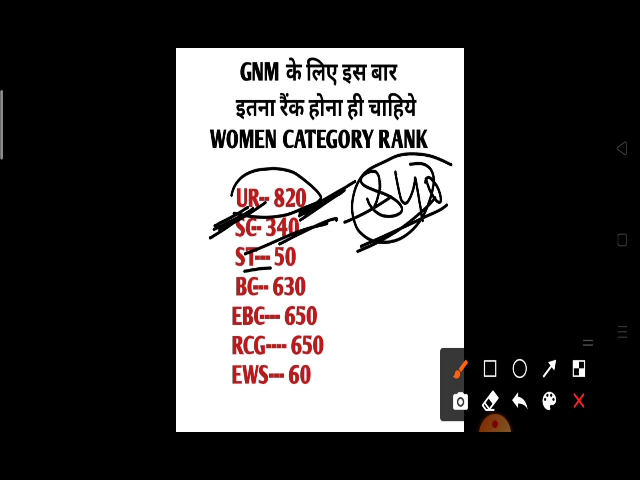 GNM के लिए इस बार
इतना रैंक होना ही चाहिये
WOMEN CATEGORY RANK
UR-- 820
840
SC- 340
ST--- 50
BC--- 630
EBC--- 650
RCG---- 650
EWS--- 60